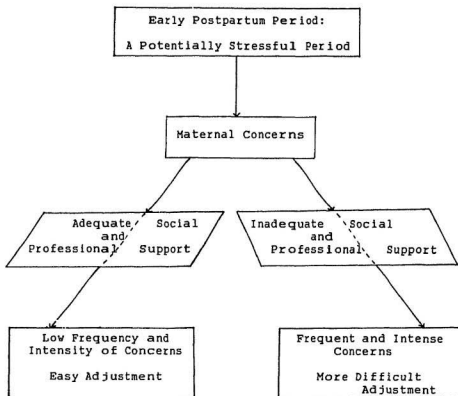 Early Postpartum Period:
A Potentially Stressful Period
Maternal Concerns
Adequate Social
and
Professional Support
Inadequate Social
and
Professional Support
Low Frequency and
Intensity of Concerns
Easy Adjustment
Frequent and Intense
Concerns
More Difficult
Adjustment